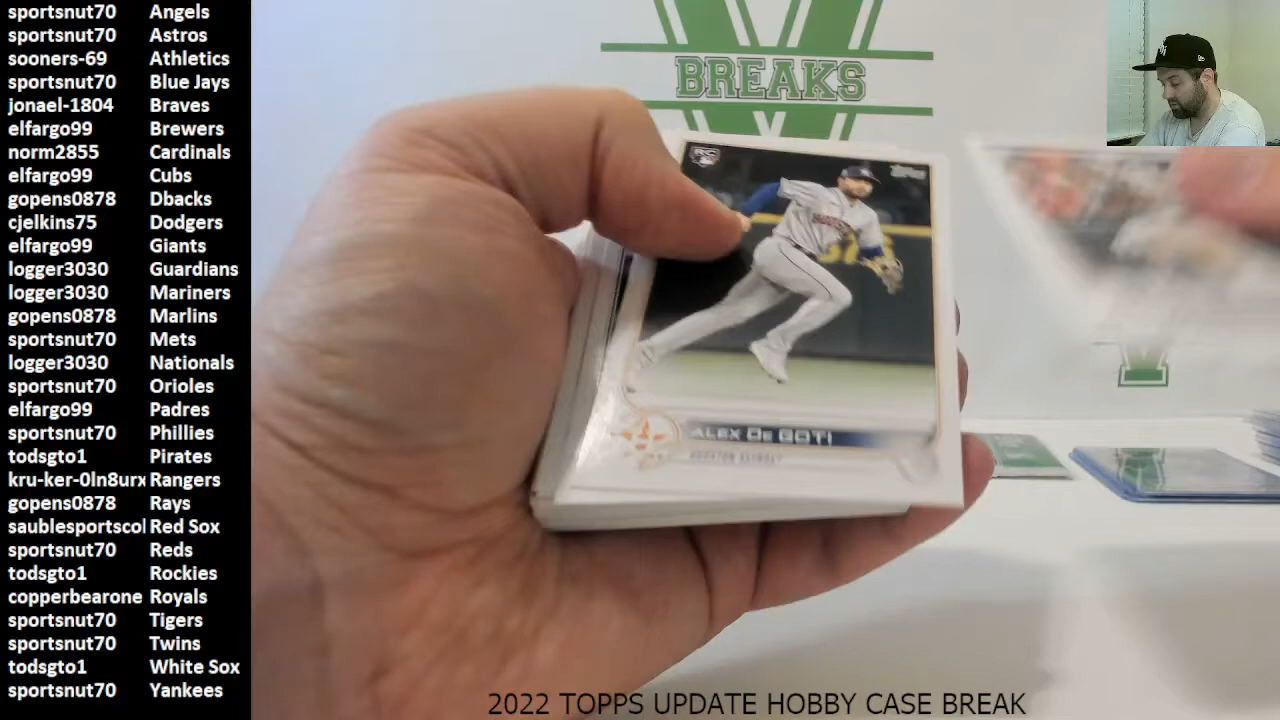 sportsnut70 Angels
sportsnut70 Astros
sooners-69 Athletics
sportsnut70 Blue Jays
jonael-1804 Braves
elfargo99 Brewers
norm2855 Cardinals
elfargo99 Cubs
gopens0878 Dbacks
cjelkins75 Dodgers
elfargo99 Giants
logger3030 Guardians
logger3030 Mariners
gopens0878 Marlins
sportsnut70 Mets
logger3030 Nationals
sportsnut70 Orioles
elfargo99 Padres
sportsnut70 Phillies
todsgto1 Pirates
kru-ker-0ln8urx Rangers
gopens0878 Rays
saublesportscol Red Sox
sportsnut70 Reds
todsgto1 Rockies
copperbearone Royals
sportsnut70 Tigers
sportsnut70 Twins
todsgto1 White Sox
sportsnut70 Yankees
V
BREAKS
RC
Topps
ALEX De GOTI
HOUSTON ASTROS
2022 TOPPS UPDATE HOBBY CASE BREAK